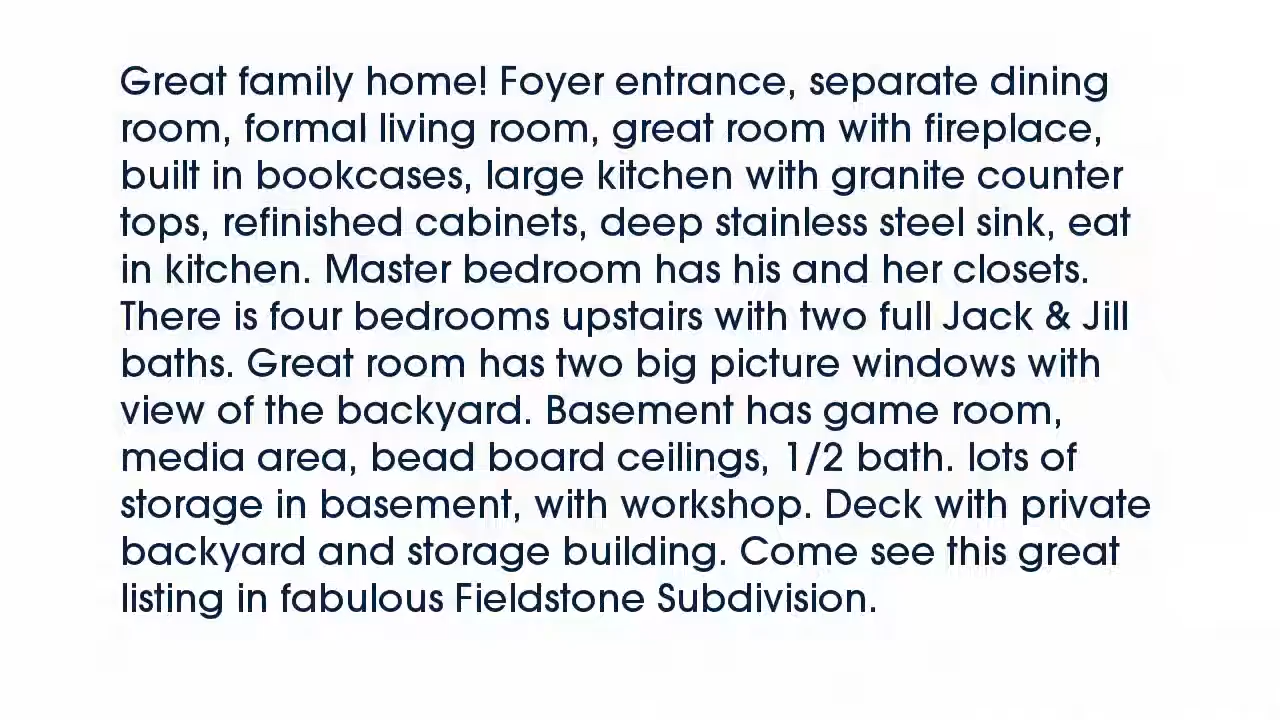 Great family home! Foyer entrance, separate dining
room, formal living room, great room with fireplace,
built in bookcases, large kitchen with granite counter
tops, refinished cabinets, deep stainless steel sink, eat
in kitchen. Master bedroom has his and her closets.
There is four bedrooms upstairs with two full Jack & Jill
baths. Great room has two big picture windows with
view of the backyard. Basement has game room,
media area, bead board ceilings, 1/2 bath. lots of
storage in basement, with workshop. Deck with private
backyard and storage building. Come see this great
listing in fabulous Fieldstone Subdivision.